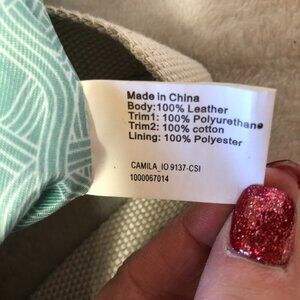 Made in China
Body:100% Leather
Trim1: 100% Polyurethane
Trim2: 100% cotton
Lining: 100% Polyester
CAMILA_IO 9137-CSI
1000067014